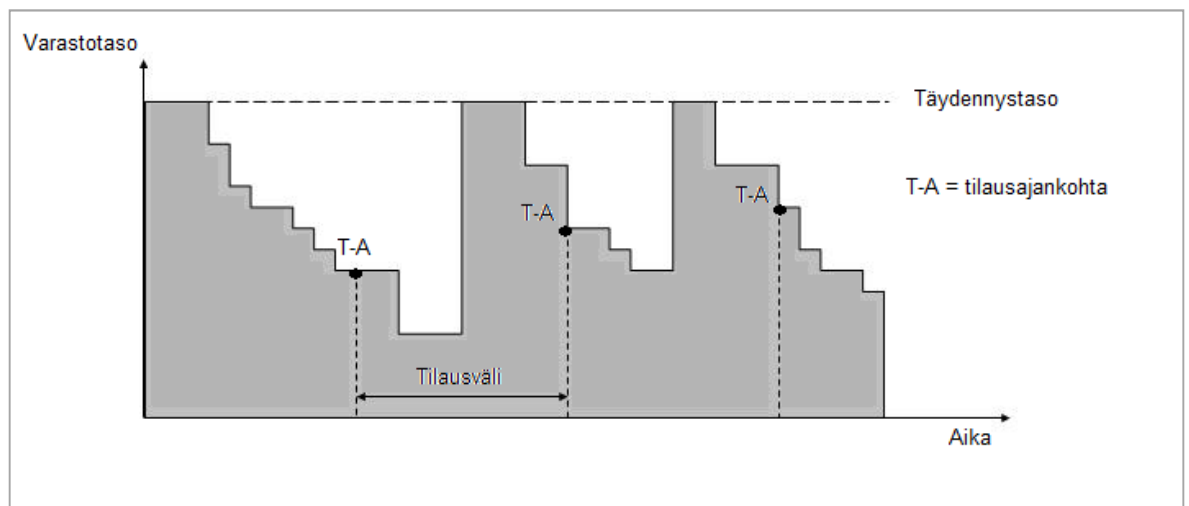 Varastotaso
Täydennystaso
T-A = tilausajankohta
T-A
T-A
T-A
Tilausväli
Aika